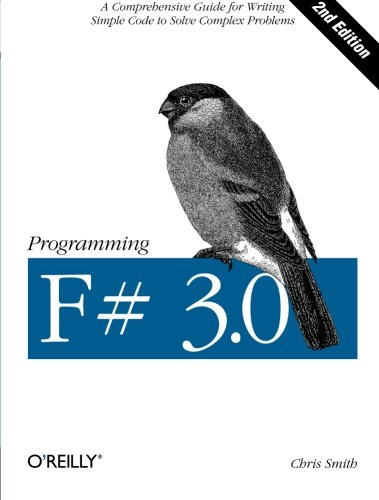 A Comprehensive Guide for Writing
Simple Code to Solve Complex Problems
2nd Edition
Programming
F# 3.0
O'REILLY®
Chris Smith